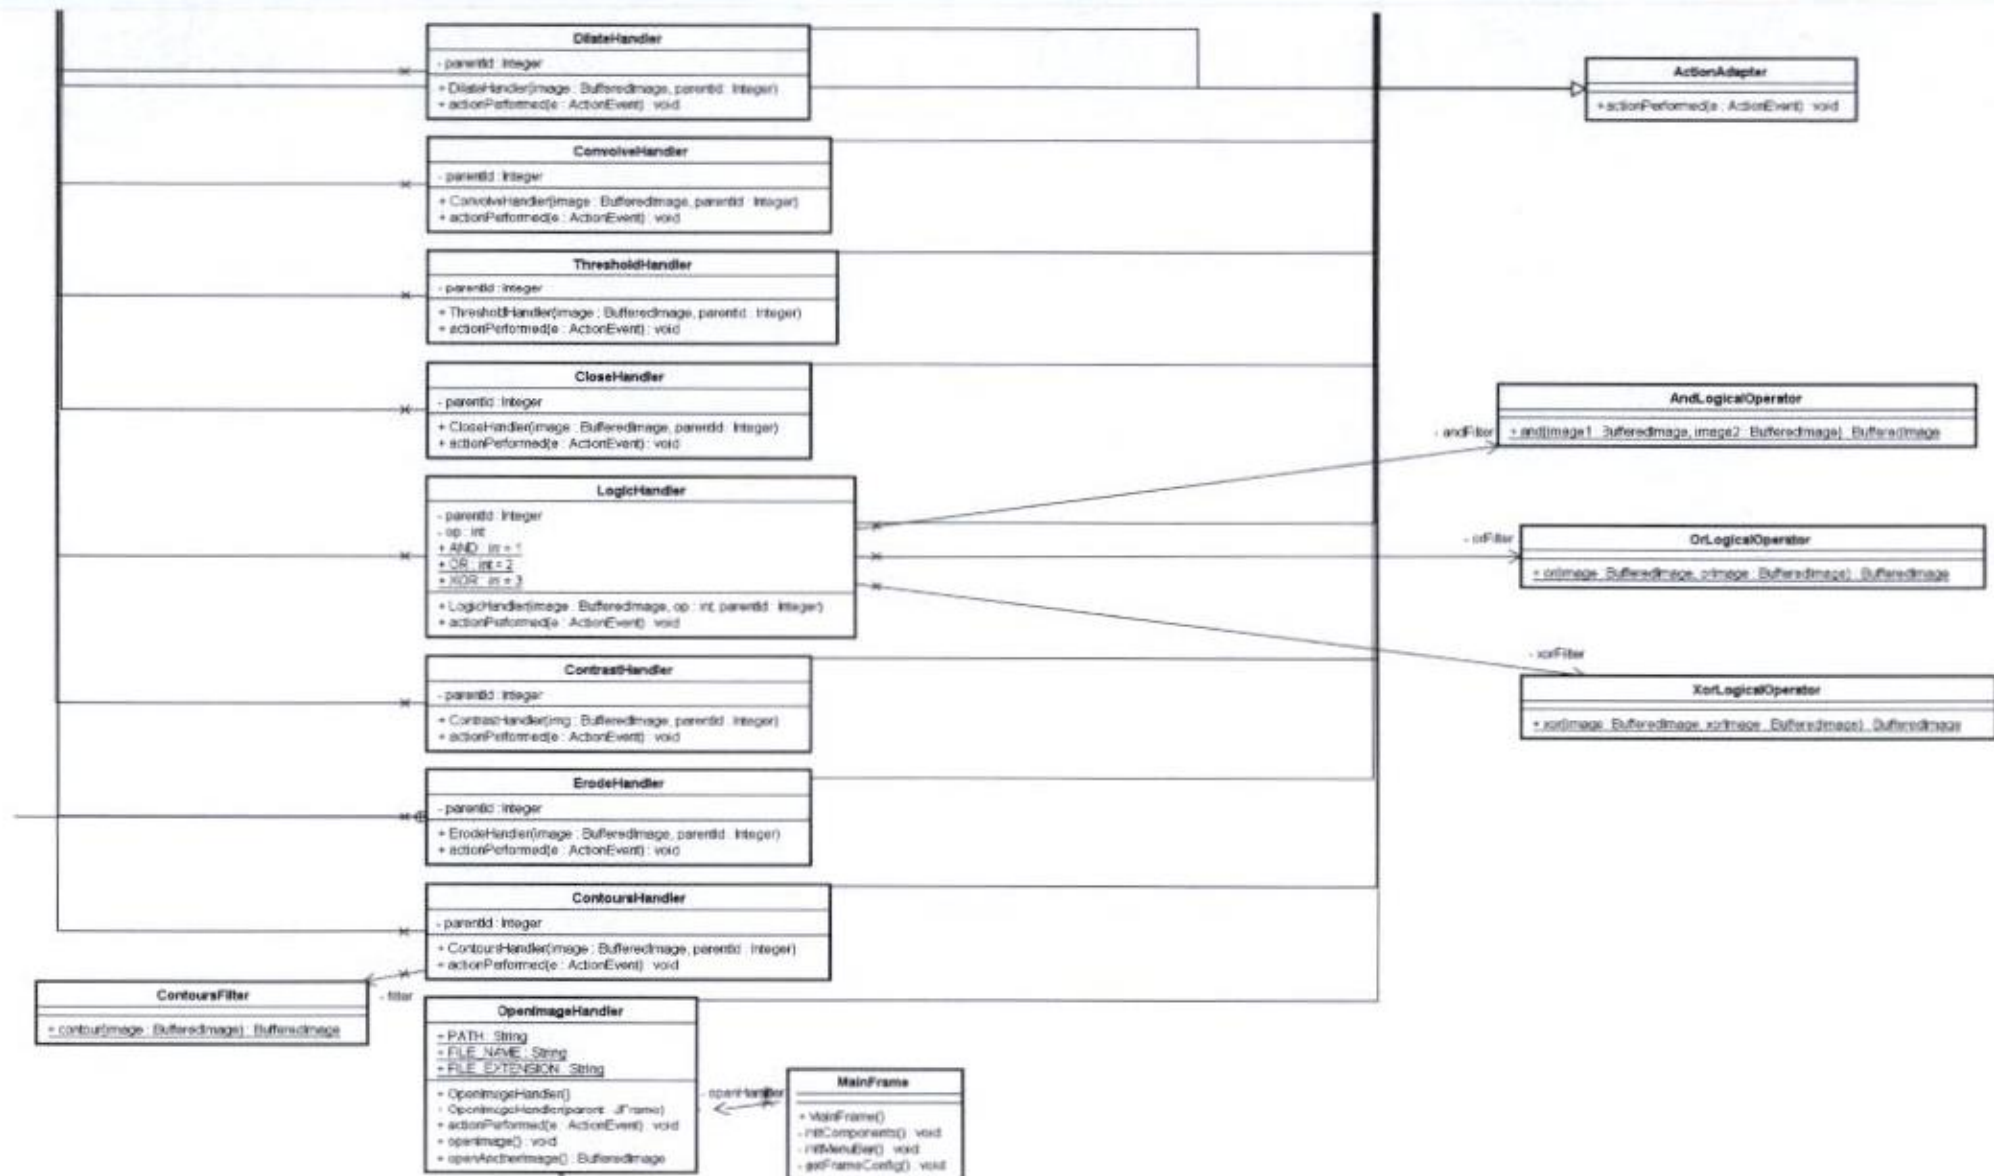 DilateHandler
- parentId : Integer
+ DilateHandler(image : BufferedImage, parentId : Integer)
+ actionPerformed(e : ActionEvent) : void
ActionAdapter
+actionPerformed(e : ActionEvent) : void
ConvolveHandler
- parentId : Integer
+ ConvolveHandler(image : BufferedImage, parentId : Integer)
+ actionPerformed(e : ActionEvent) : void
ThresholdHandler
- parentId : Integer
+ ThresholdHandler(image : BufferedImage, parentId : Integer)
+ actionPerformed(e : ActionEvent) : void
CloseHandler
- parentId : Integer
+ CloseHandler(image : BufferedImage, parentId : Integer)
+ actionPerformed(e : ActionEvent) : void
AndLogicalOperator
- andFilter
+ and(image1 : BufferedImage, image2 : BufferedImage) : BufferedImage
LogicHandler
- parentId : Integer
- op : int
+ AND : int = 1
+ OR : int = 2
+ XOR : int = 3
+ LogicHandler(image : BufferedImage, op : int, parentId : Integer)
+ actionPerformed(e : ActionEvent) : void
- orFilter
OrLogicalOperator
+ or(image : BufferedImage, orImage : BufferedImage) : BufferedImage
- xorFilter
XorLogicalOperator
+ xor(image : BufferedImage, xorImage : BufferedImage) : BufferedImage
ContrastHandler
- parentId : Integer
+ ContrastHandler(img : BufferedImage, parentId : Integer)
+ actionPerformed(e : ActionEvent) : void
ErodeHandler
- parentId : Integer
+ ErodeHandler(image : BufferedImage, parentId : Integer)
+ actionPerformed(e : ActionEvent) : void
ContoursHandler
- parentId : Integer
+ ContoursHandler(image : BufferedImage, parentId : Integer)
+ actionPerformed(e : ActionEvent) : void
ContoursFilter
- filter
+ contour(image : BufferedImage) : BufferedImage
OpenImageHandler
+ PATH : String
+ FILE_NAME : String
+ FILE_EXTENSION : String
+ OpenImageHandler()
+ OpenImageHandler(parent : JFrame)
+ actionPerformed(e : ActionEvent) : void
+ openImage() : void
+ openAnotherImage() : BufferedImage
- openHandler
MainFrame
+ MainFrame()
- initComponents() : void
- initMenuBar() : void
- getFrameConfig() : void